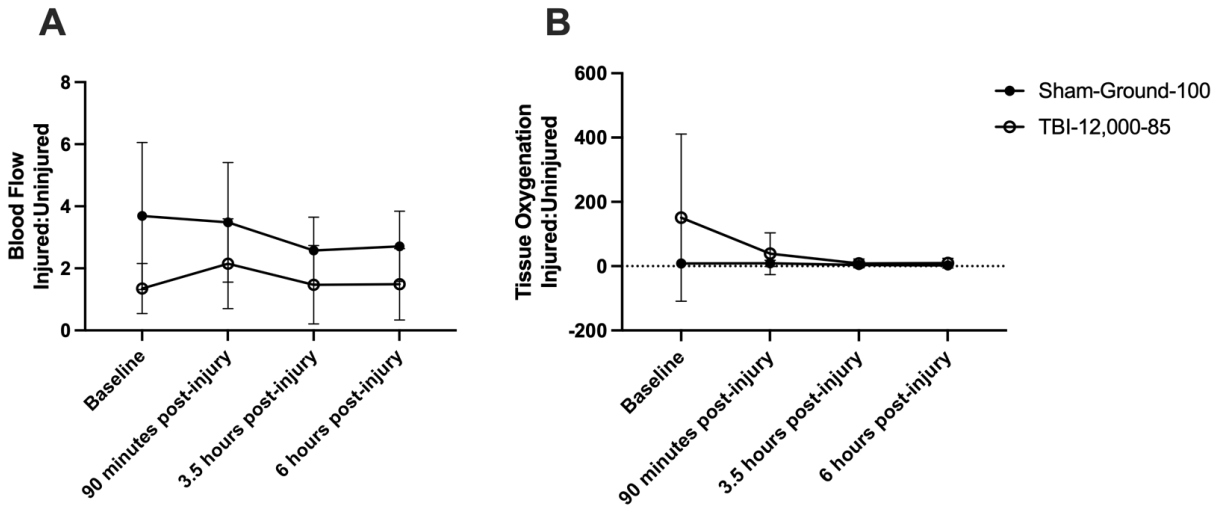 A
Blood Flow
Injured:Uninjured
8
6
4
2
0
Baseline
90 minutes post-injury
3.5 hours post-injury
6 hours post-injury
B
Tissue Oxygenation
Injured:Uninjured
600
400
200
0
-200
Baseline
90 minutes post-injury
3.5 hours post-injury
6 hours post-injury
Sham-Ground-100
TBI-12,000-85